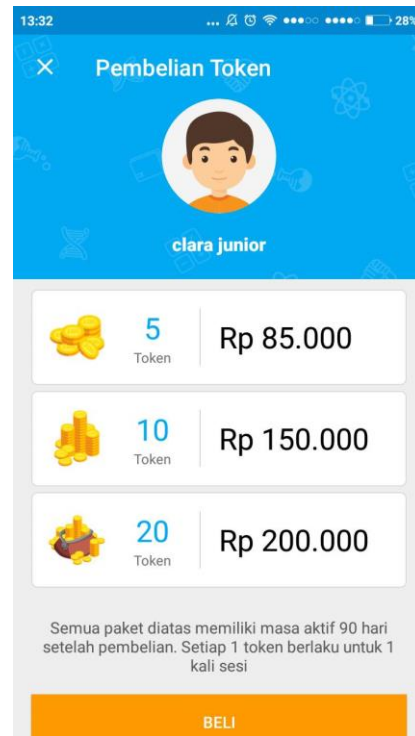 13:32 ... 28%
Pembelian Token
clara junior
5
Token
Rp 85.000
10
Token
Rp 150.000
20
Token
Rp 200.000
Semua paket diatas memiliki masa aktif 90 hari
setelah pembelian. Setiap 1 token berlaku untuk 1
kali sesi
BELI